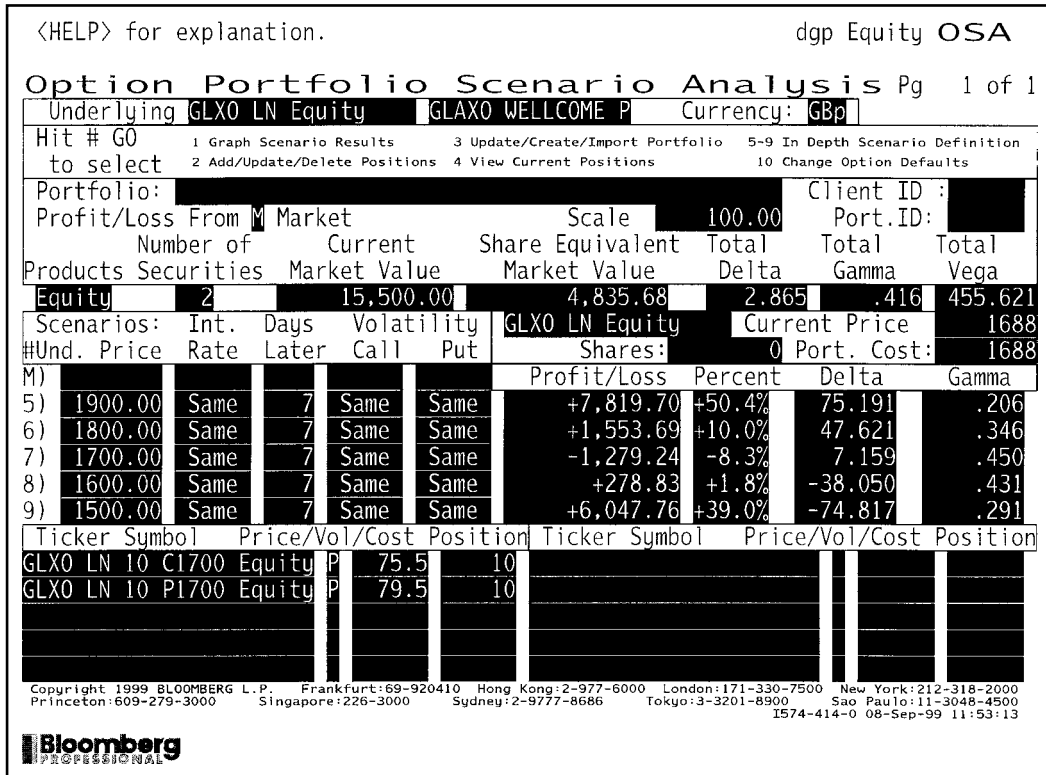 <HELP> for explanation. dgp Equity OSA
Option Portfolio Scenario Analysis Pg 1 of 1
Underlying GLXO LN Equity GLAXO WELLCOME P Currency: GBp
Hit # GO 1 Graph Scenario Results 3 Update/Create/Import Portfolio 5-9 In Depth Scenario Definition
to select 2 Add/Update/Delete Positions 4 View Current Positions 10 Change Option Defaults
Portfolio: Client ID :
Profit/Loss From M Market Scale 100.00 Port.ID:
Number of Current Share Equivalent Total Total Total
Products Securities Market Value Market Value Delta Gamma Vega
Equity 2 15,500.00 4,835.68 2.865 .416 455.621
Scenarios: Int. Days Volatility GLXO LN Equity Current Price 1688
#Und. Price Rate Later Call Put Shares: 0 Port. Cost: 1688
M) Profit/Loss Percent Delta Gamma
5) 1900.00 Same 7 Same Same +7,819.70 +50.4% 75.191 .206
6) 1800.00 Same 7 Same Same +1,553.69 +10.0% 47.621 .346
7) 1700.00 Same 7 Same Same -1,279.24 -8.3% 7.159 .450
8) 1600.00 Same 7 Same Same +278.83 +1.8% -38.050 .431
9) 1500.00 Same 7 Same Same +6,047.76 +39.0% -74.817 .291
Ticker Symbol Price/Vol/Cost Position Ticker Symbol Price/Vol/Cost Position
GLXO LN 10 C1700 Equity P 75.5 10
GLXO LN 10 P1700 Equity P 79.5 10
Copyright 1999 BLOOMBERG L.P. Frankfurt:69-920410 Hong Kong:2-977-6000 London:171-330-7500 New York:212-318-2000
Princeton:609-279-3000 Singapore:226-3000 Sydney:2-9777-8686 Tokyo:3-3201-8900 Sao Paulo:11-3048-4500
I574-414-0 08-Sep-99 11:53:13
Bloomberg
PROFESSIONAL